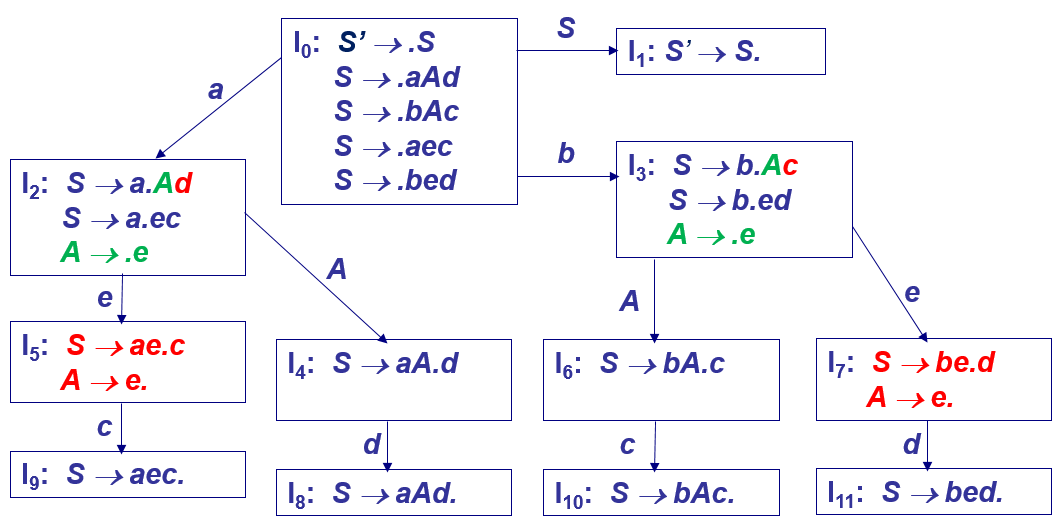 I0: S’ → .S
S → .aAd
S → .bAc
S → .aec
S → .bed
S
I1: S’ → S.
a
b
I2: S → a.Ad
S → a.ec
A → .e
I3: S → b.Ac
S → b.ed
A → .e
e
A
A
e
I5: S → ae.c
A → e.
I4: S → aA.d
I6: S → bA.c
I7: S → be.d
A → e.
c
d
c
d
I9: S → aec.
I8: S → aAd.
I10: S → bAc.
I11: S → bed.